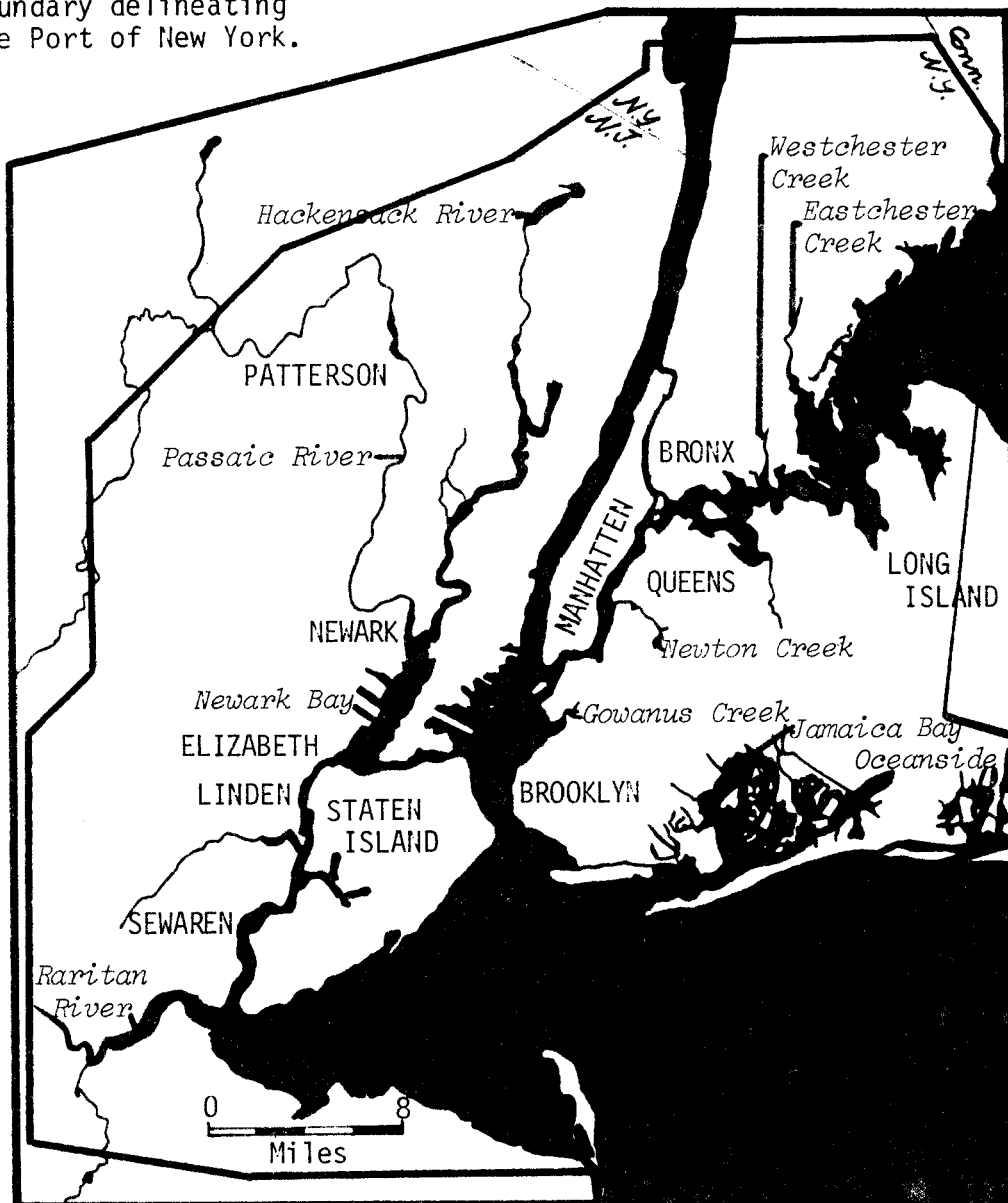 undary delineating
e Port of New York.
Conn.
N.Y.
N.Y.
N.J.
Westchester
Creek
Hackensack River
Eastchester
Creek
PATTERSON
Passaic River
BRONX
MANHATTEN
LONG
ISLAND
QUEENS
NEWARK
Newton Creek
Newark Bay
Gowanus Creek
Jamaica Bay
ELIZABETH
Oceanside
LINDEN
BROOKLYN
STATEN
ISLAND
SEWAREN
Raritan
River
0 8
Miles